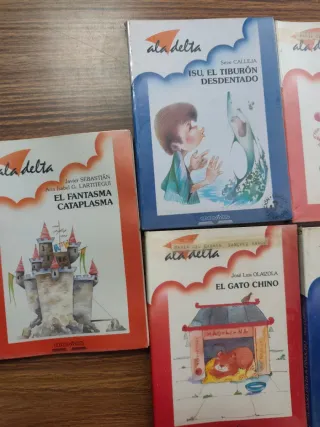 ala delta
Javier SEBASTIÁN
Ana Isabel G. LARTITEGUI
EL FANTASMA
CATAPLASMA
ala delta
Seve CALLEJA
ISU, EL TIBURÓN
DESDENTADO
ala delta
José Luis OLAIZOLA
EL GATO CHINO